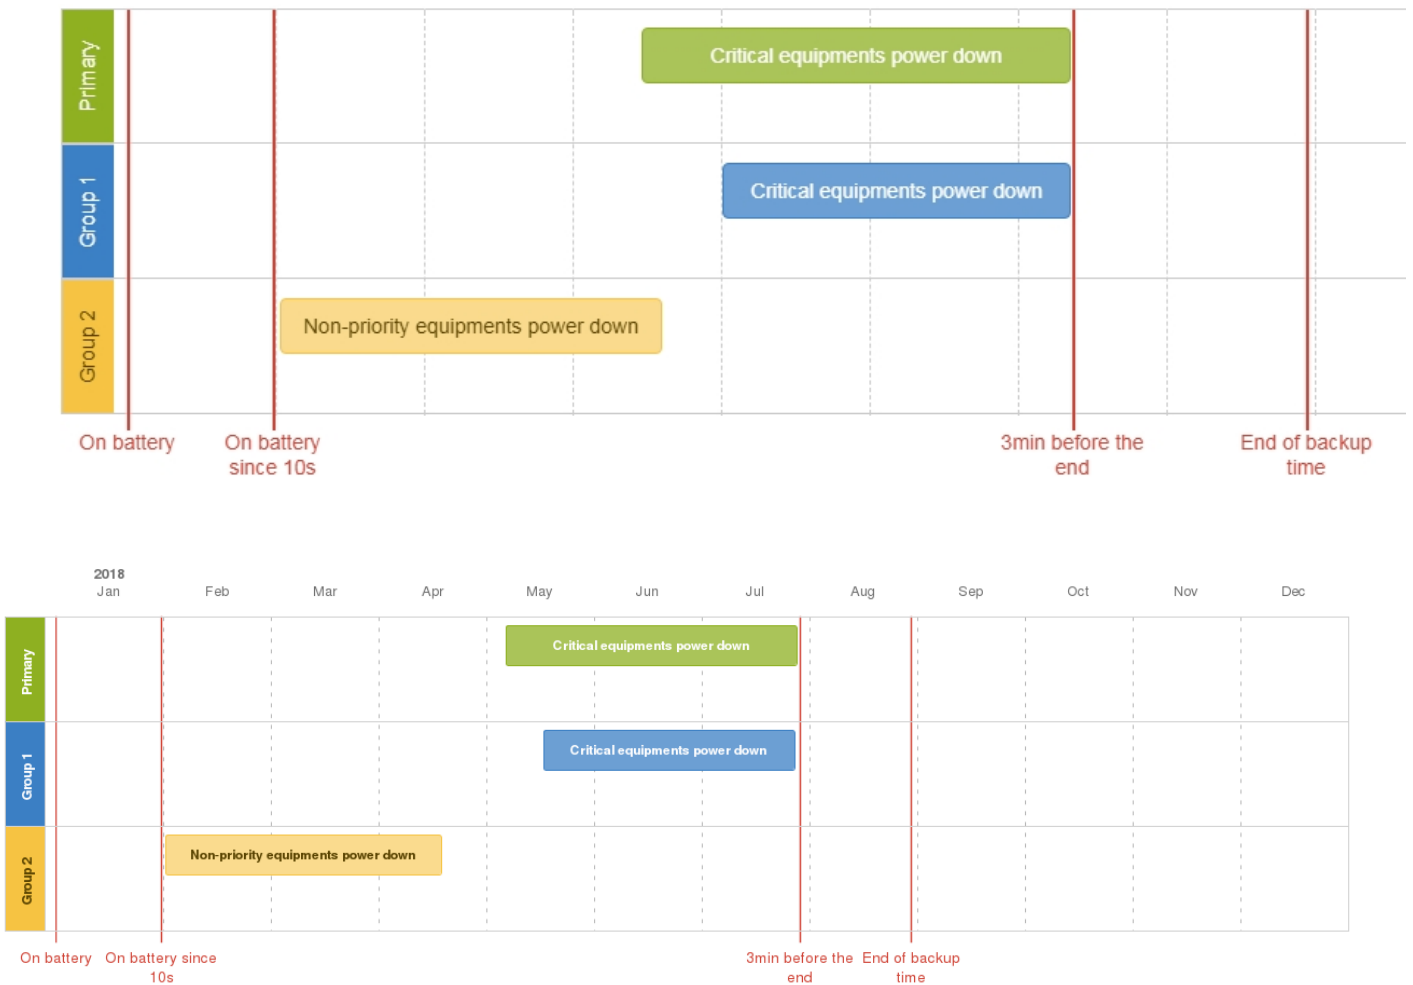 Primary
Critical equipments power down
Group 1
Critical equipments power down
Group 2
Non-priority equipments power down
On battery
On battery
since 10s
3min before the
end
End of backup
time
2018
Jan Feb Mar Apr May Jun Jul Aug Sep Oct Nov Dec
Primary
Critical equipments power down
Group 1
Critical equipments power down
Group 2
Non-priority equipments power down
On battery
On battery since
10s
3min before the
end
End of backup
time